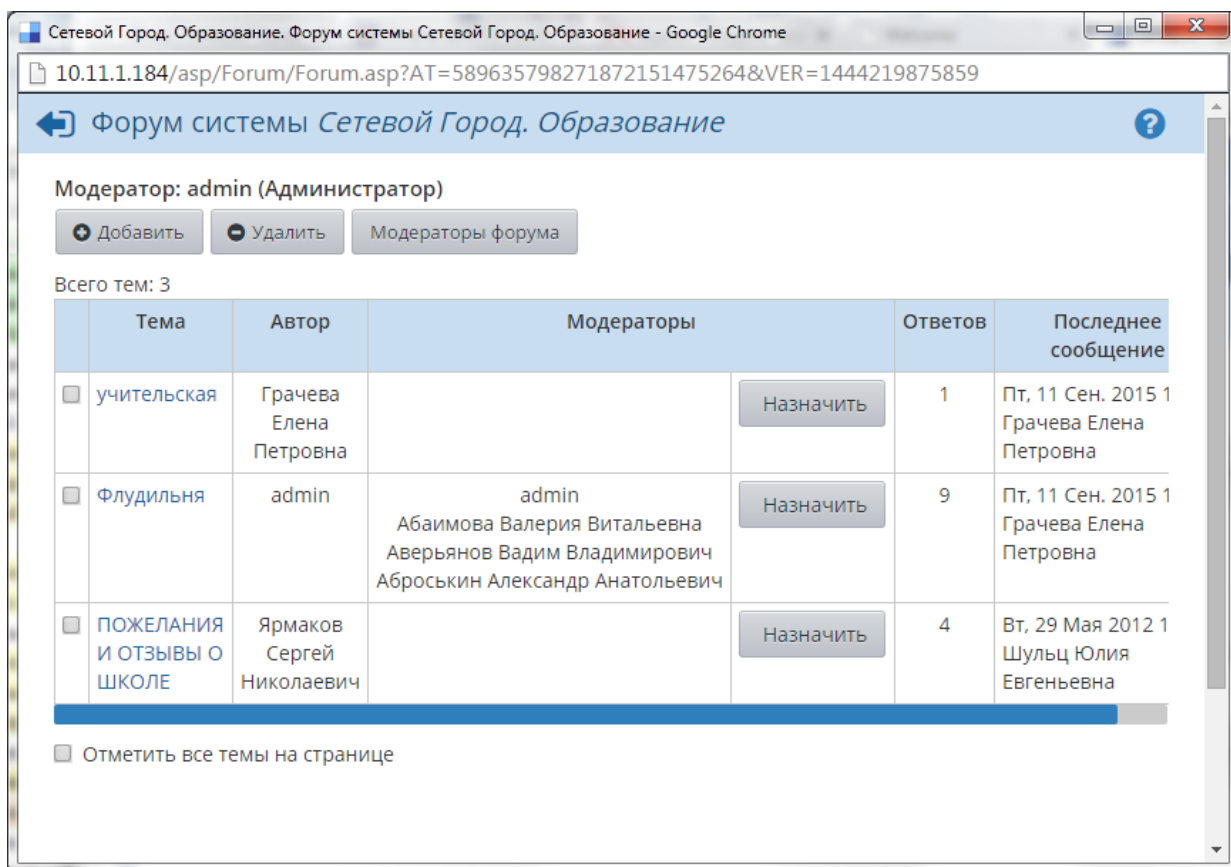 Сетевой Город. Образование. Форум системы Сетевой Город. Образование - Google Chrome
10.11.1.184/asp/Forum/Forum.asp?AT=589635798271872151475264&VER=1444219875859
Форум системы Сетевой Город. Образование
Модератор: admin (Администратор)
Добавить Удалить Модераторы форума
Всего тем: 3
Тема Автор Модераторы Ответов Последнее
сообщение
учительская Грачева Назначить 1 Пт, 11 Сен. 2015 1
Елена Грачева Елена
Петровна Петровна
Флудильня admin admin Назначить 9 Пт, 11 Сен. 2015 1
Абаимова Валерия Витальевна Грачева Елена
Аверьянов Вадим Владимирович Петровна
Аброськин Александр Анатольевич
ПОЖЕЛАНИЯ Ярмаков Назначить 4 Вт, 29 Мая 2012 1
И ОТЗЫВЫ О Сергей Шульц Юлия
ШКОЛЕ Николаевич Евгеньевна
Отметить все темы на странице